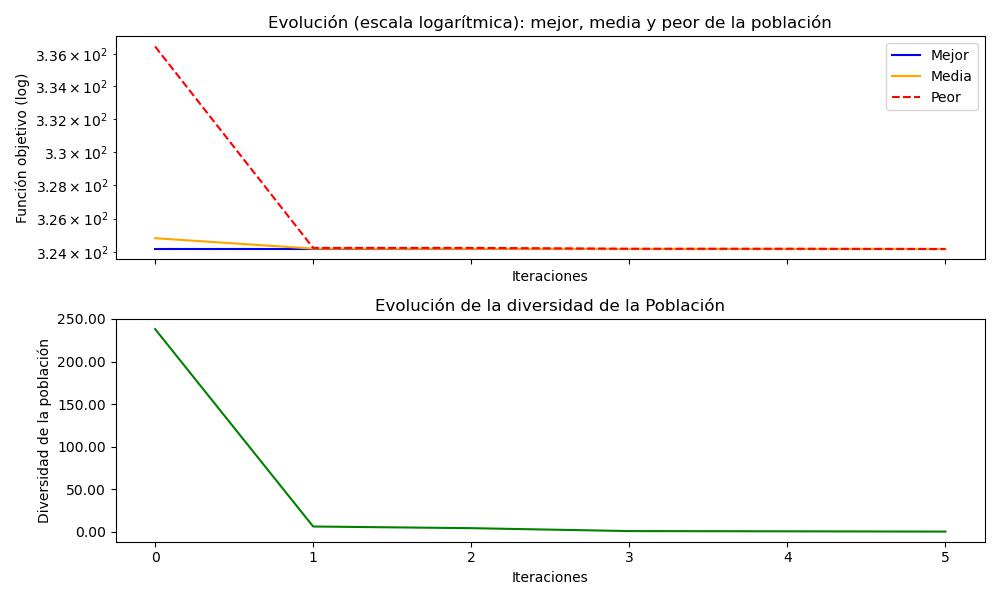 Evolución (escala logarítmica): mejor, media y peor de la población
Función objetivo (log)
3.36 × 10²
3.34 × 10²
3.32 × 10²
3.3 × 10²
3.28 × 10²
3.26 × 10²
3.24 × 10²
Mejor
Media
Peor
Iteraciones
Evolución de la diversidad de la Población
Diversidad de la población
250.00
200.00
150.00
100.00
50.00
0.00
0 1 2 3 4 5
Iteraciones